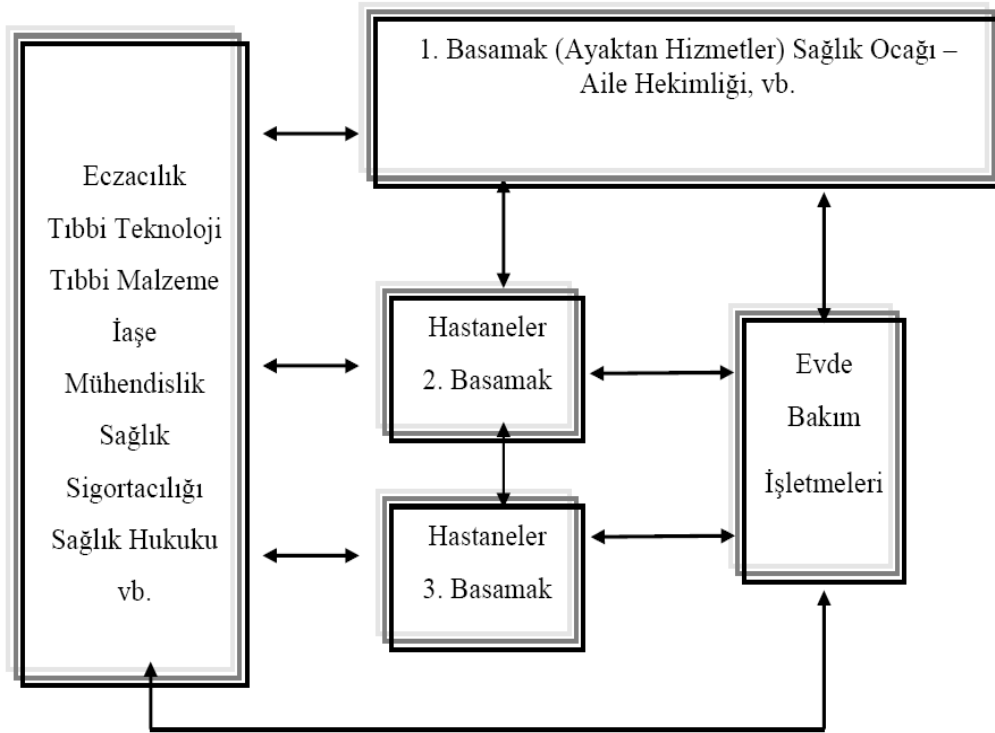 1. Basamak (Ayaktan Hizmetler) Sağlık Ocağı –
Aile Hekimliği, vb.
Eczacılık
Tıbbi Teknoloji
Tıbbi Malzeme
İaşe
Mühendislik
Sağlık
Sigortacılığı
Sağlık Hukuku
vb.
Hastaneler
2. Basamak
Hastaneler
3. Basamak
Evde
Bakım
İşletmeleri